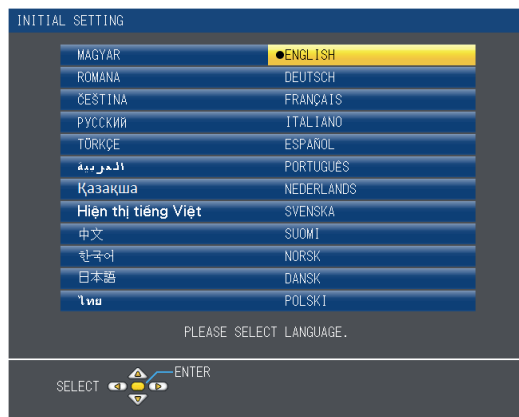 INITIAL SETTING
MAGYAR
●ENGLISH
ROMANA
DEUTSCH
ČEŠTINA
FRANÇAIS
РУССКИЙ
ITALIANO
TÜRKÇE
ESPAÑOL
العربية
PORTUGUÊS
Қазақша
NEDERLANDS
Hiện thị tiếng Việt
SVENSKA
中文
SUOMI
한국어
NORSK
日本語
DANSK
ไทย
POLSKI
PLEASE SELECT LANGUAGE.
ENTER
SELECT